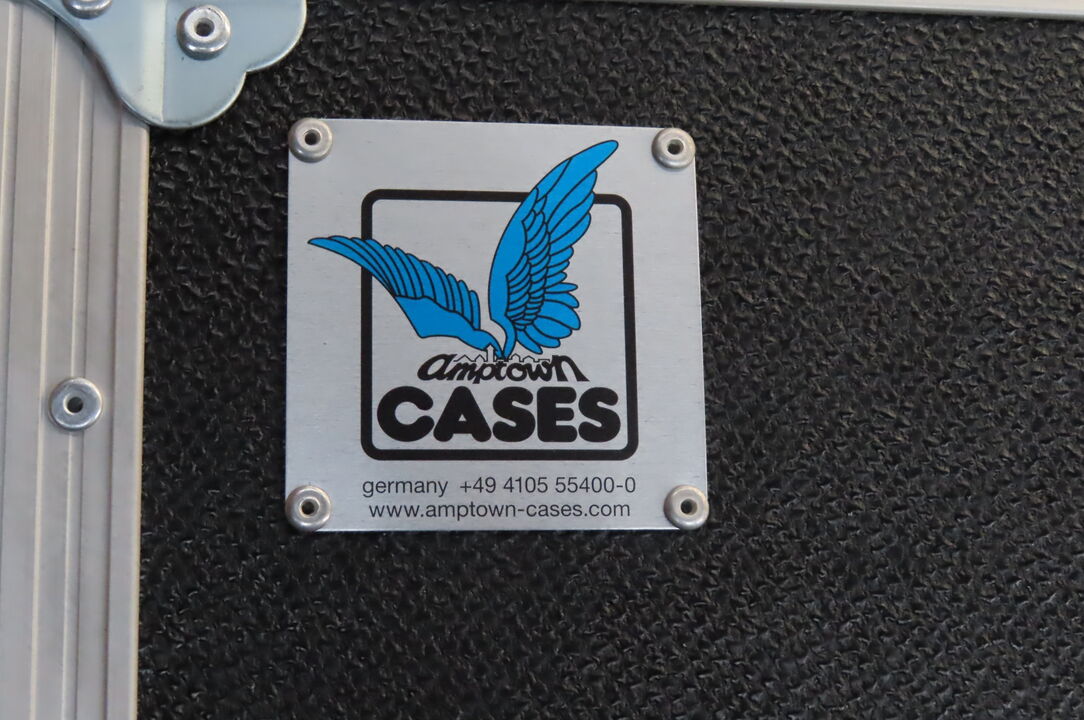 amptown
CASES
germany +49 4105 55400-0
www.amptown-cases.com